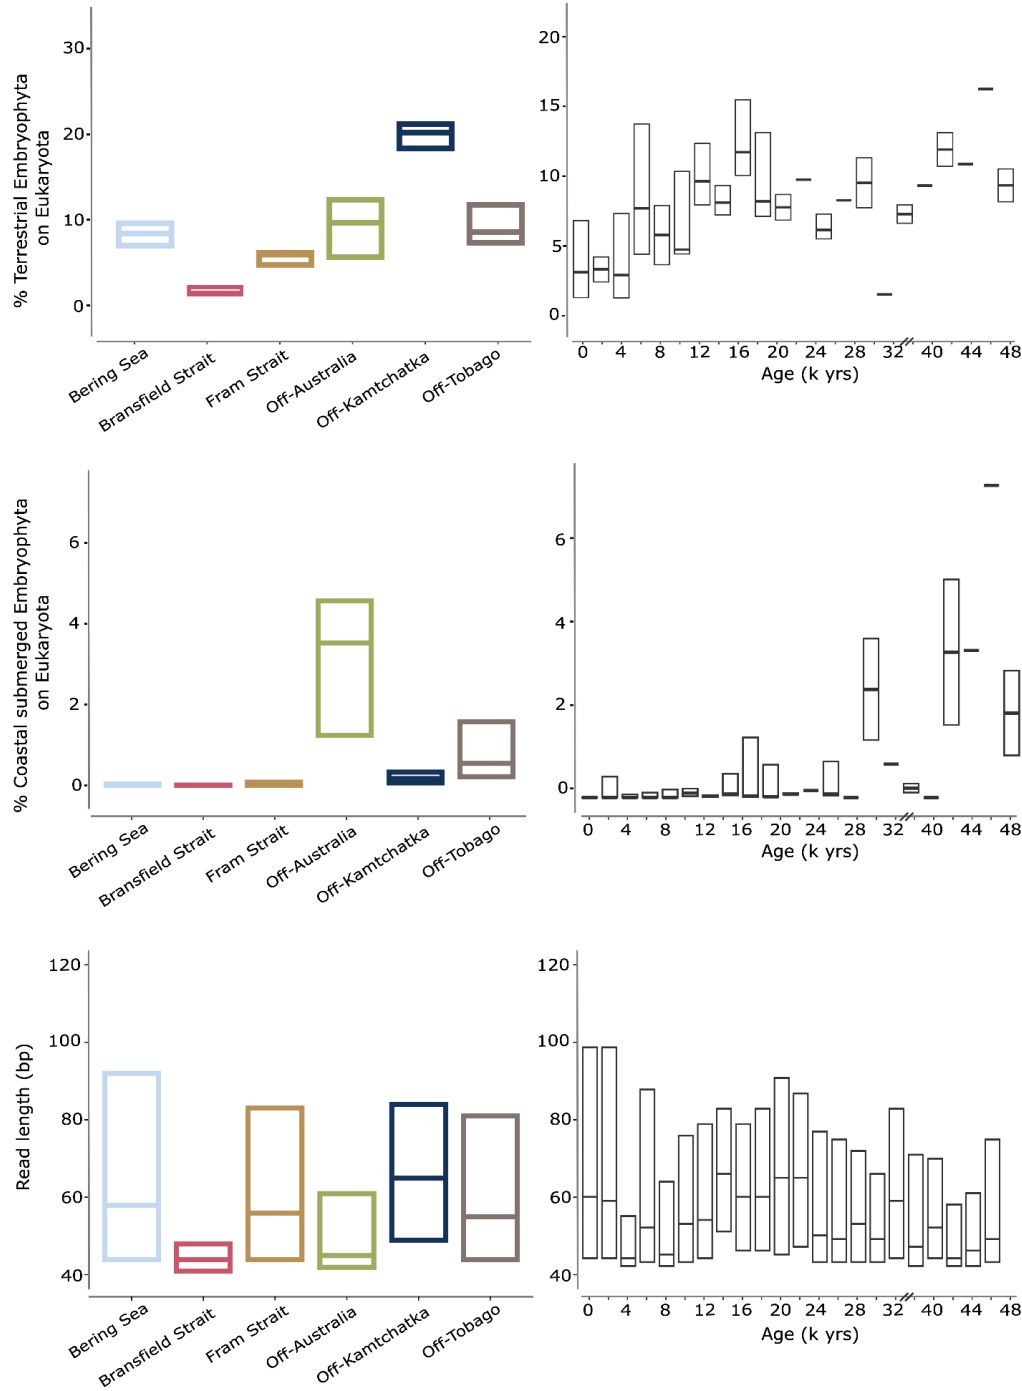 % Terrestrial Embryophyta
on Eukaryota
30
20
10
0
Bering Sea
Bransfield Strait
Fram Strait
Off-Australia
Off-Kamtchatka
Off-Tobago
20
15
10
5
0
0 4 8 12 16 20 24 28 32 40 44 48
Age (k yrs)
% Coastal submerged Embryophyta
on Eukaryota
6
4
2
0
Bering Sea
Bransfield Strait
Fram Strait
Off-Australia
Off-Kamtchatka
Off-Tobago
6
4
2
0
0 4 8 12 16 20 24 28 32 40 44 48
Age (k yrs)
Read length (bp)
120
100
80
60
40
Bering Sea
Bransfield Strait
Fram Strait
Off-Australia
Off-Kamtchatka
Off-Tobago
120
100
80
60
40
0 4 8 12 16 20 24 28 32 40 44 48
Age (k yrs)